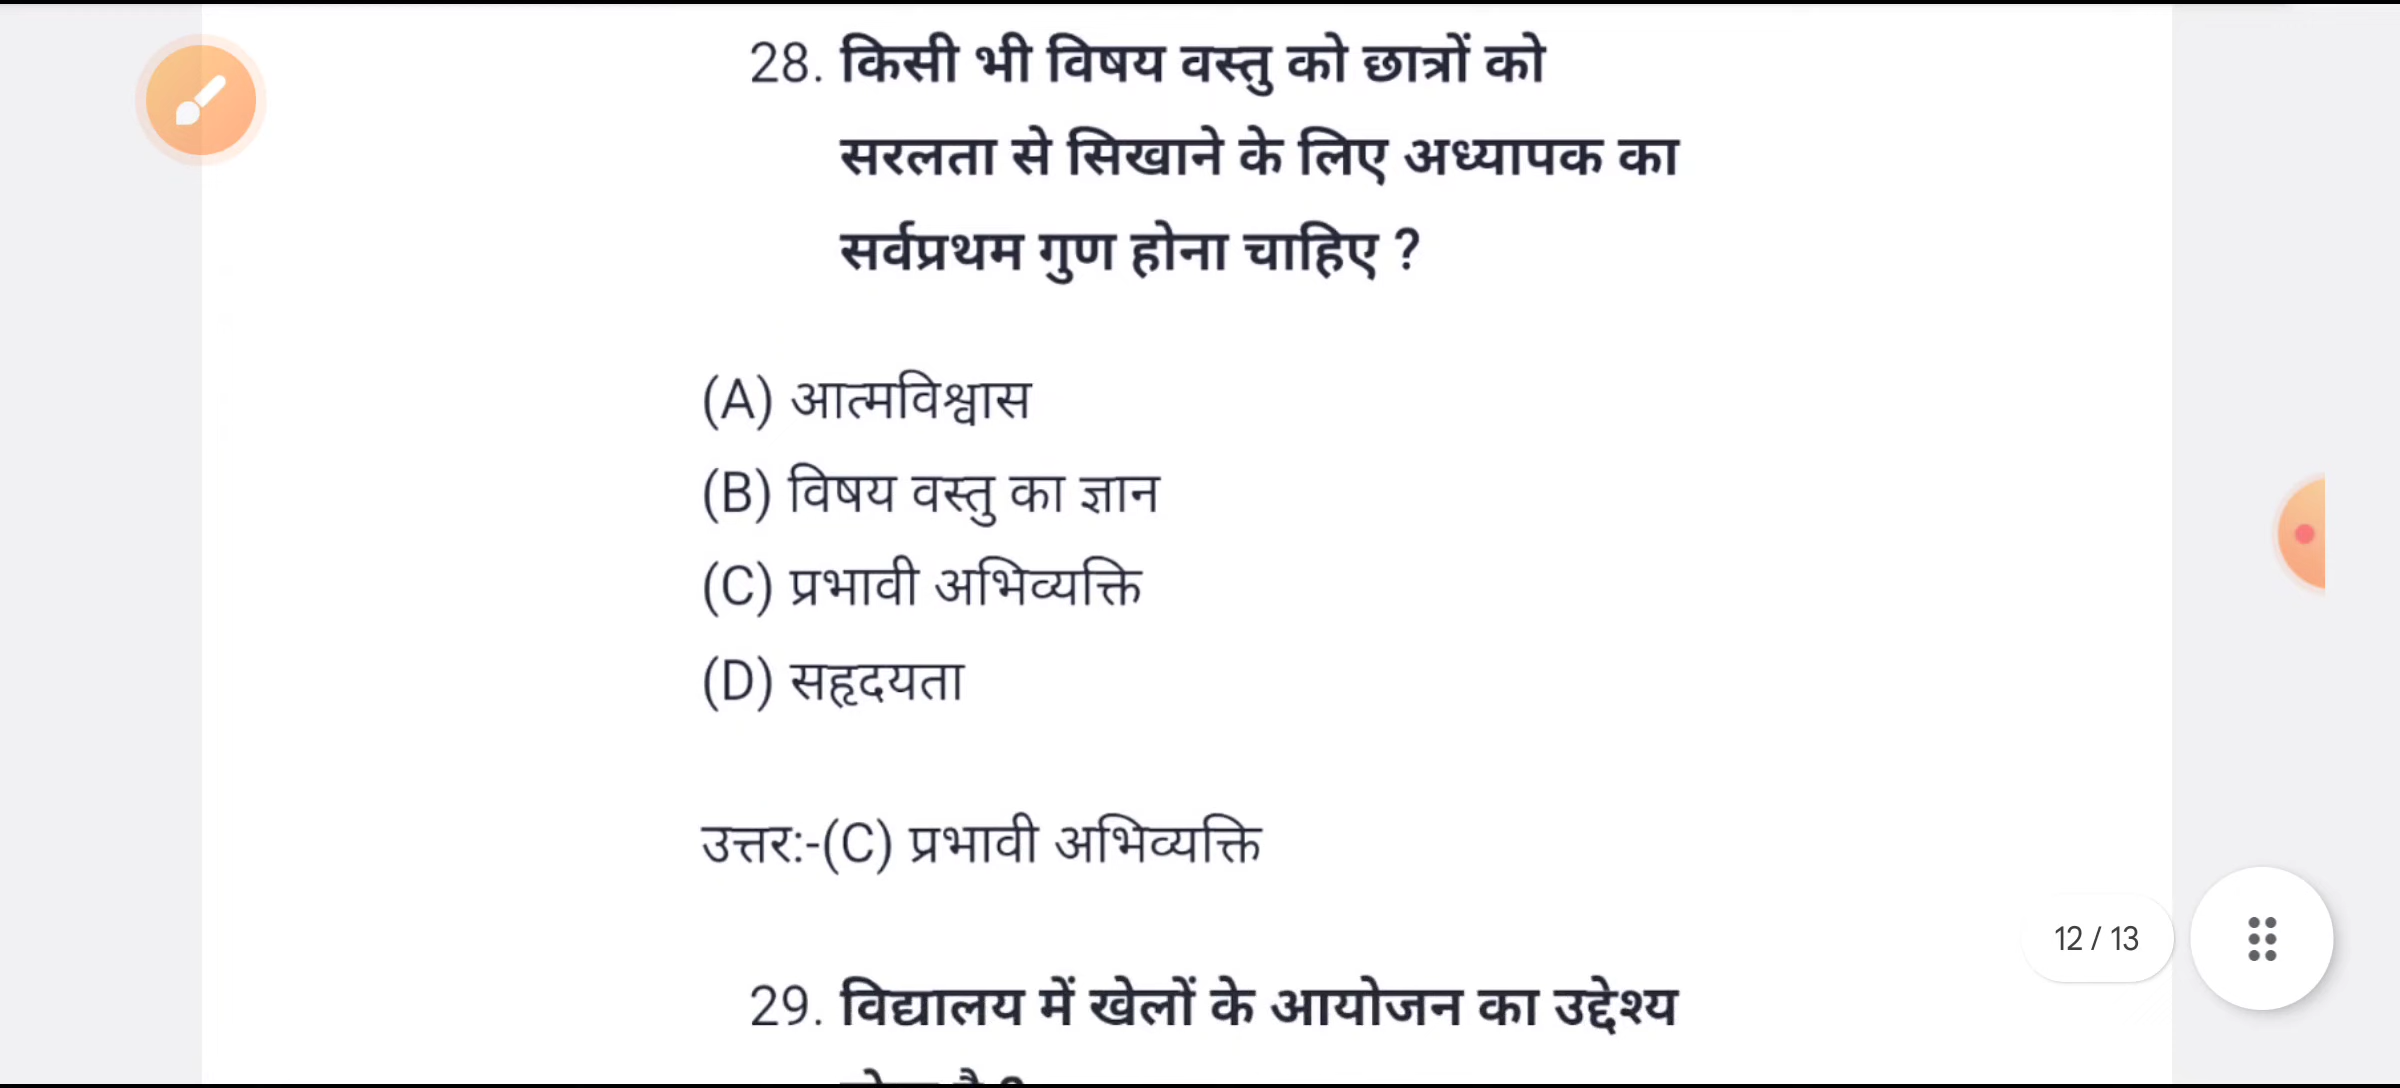 28. किसी भी विषय वस्तु को छात्रों को
सरलता से सिखाने के लिए अध्यापक का
सर्वप्रथम गुण होना चाहिए ?
(A) आत्मविश्वास
(B) विषय वस्तु का ज्ञान
(C) प्रभावी अभिव्यक्ति
(D) सहृदयता
उत्तर:-(C) प्रभावी अभिव्यक्ति
12 / 13
29. विद्यालय में खेलों के आयोजन का उद्देश्य